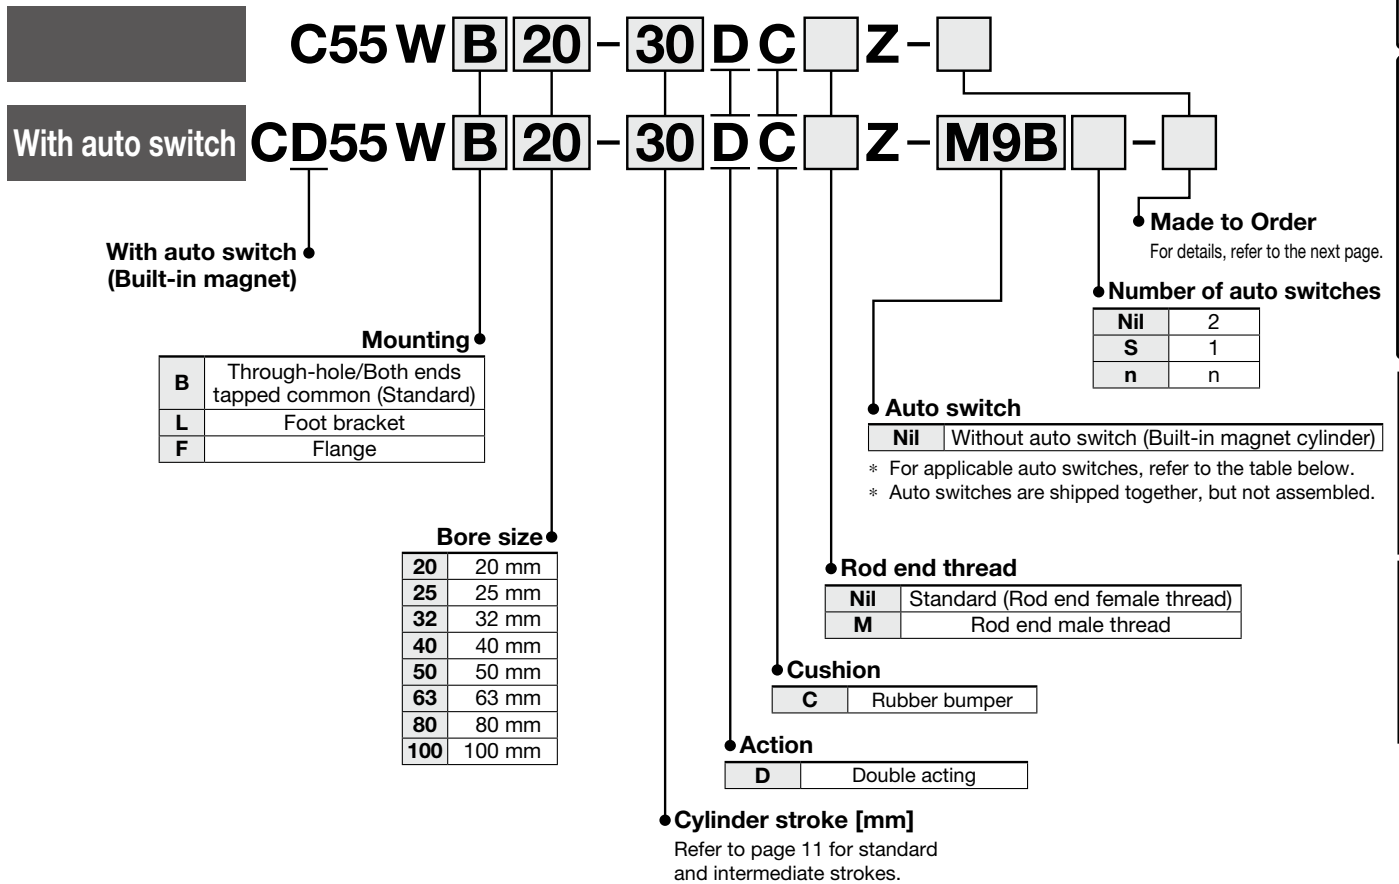 C55 W B 20 – 30 D C Z –
With auto switch CD55 W B 20 – 30 D C Z – M9B –
With auto switch
(Built-in magnet)
Made to Order
For details, refer to the next page.
Number of auto switches
Nil 2
S 1
n n
Mounting
B Through-hole/Both ends
tapped common (Standard)
L Foot bracket
F Flange
Auto switch
Nil Without auto switch (Built-in magnet cylinder)
* For applicable auto switches, refer to the table below.
* Auto switches are shipped together, but not assembled.
Bore size
20 20 mm
25 25 mm
32 32 mm
40 40 mm
50 50 mm
63 63 mm
80 80 mm
100 100 mm
Rod end thread
Nil Standard (Rod end female thread)
M Rod end male thread
Cushion
C Rubber bumper
Action
D Double acting
Cylinder stroke [mm]
Refer to page 11 for standard
and intermediate strokes.